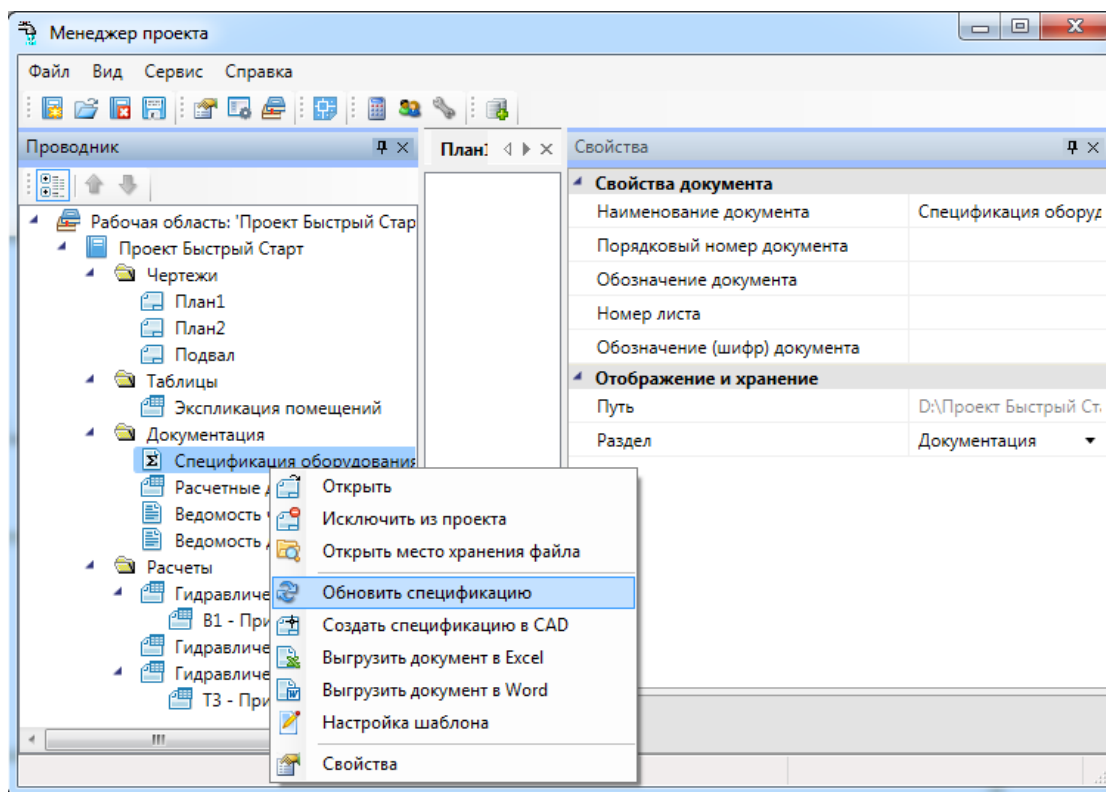 Менеджер проекта
Файл Вид Сервис Справка
Проводник
Рабочая область: 'Проект Быстрый Стар
Проект Быстрый Старт
Чертежи
План1
План2
Подвал
Таблицы
Экспликация помещений
Документация
Спецификация оборудования
Расчетные
Ведомость
Ведомость
Расчеты
Гидравличе
В1 - При
Гидравличе
Гидравличе
Т3 - При
План1
Свойства
Свойства документа
Наименование документа Спецификация оборуд
Порядковый номер документа
Обозначение документа
Номер листа
Обозначение (шифр) документа
Отображение и хранение
Путь D:\Проект Быстрый Ст
Раздел Документация
Открыть
Исключить из проекта
Открыть место хранения файла
Обновить спецификацию
Создать спецификацию в CAD
Выгрузить документ в Excel
Выгрузить документ в Word
Настройка шаблона
Свойства